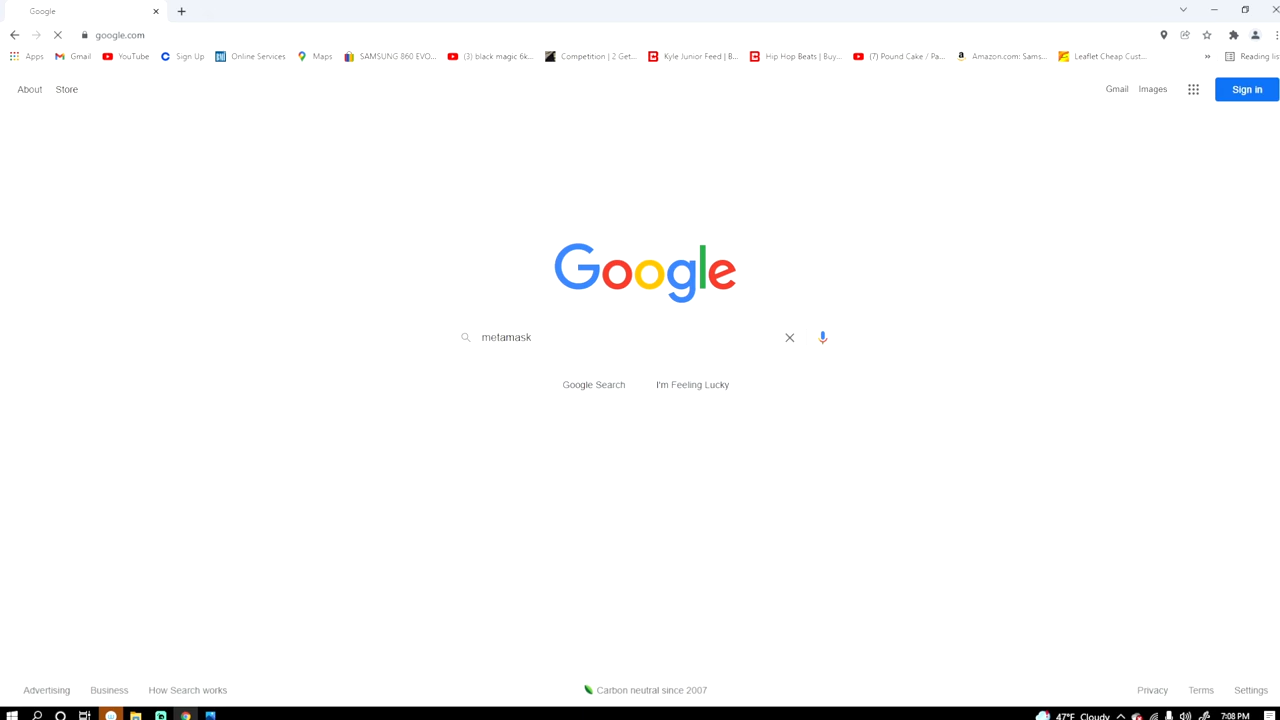 Google
google.com
Apps Gmail YouTube Sign Up Online Services Maps SAMSUNG 860 EVO... (3) black magic 6k... Competition | 2 Get... Kyle Junior Feed | B... Hip Hop Beats | Buy... (7) Pound Cake / Pa... Amazon.com: Sams... Leaflet Cheap Cust... » Reading list
About Store Gmail Images Sign in
Google
metamask
Google Search I'm Feeling Lucky
Advertising Business How Search works Carbon neutral since 2007 Privacy Terms Settings
47°F Cloudy 7:08 PM